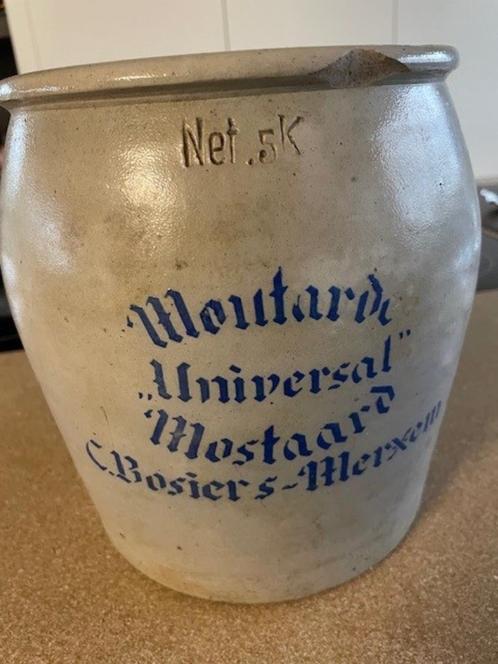 Net. 5K
Moutarde
„Universal”
Mostaard
C. Bosiers-Merxem